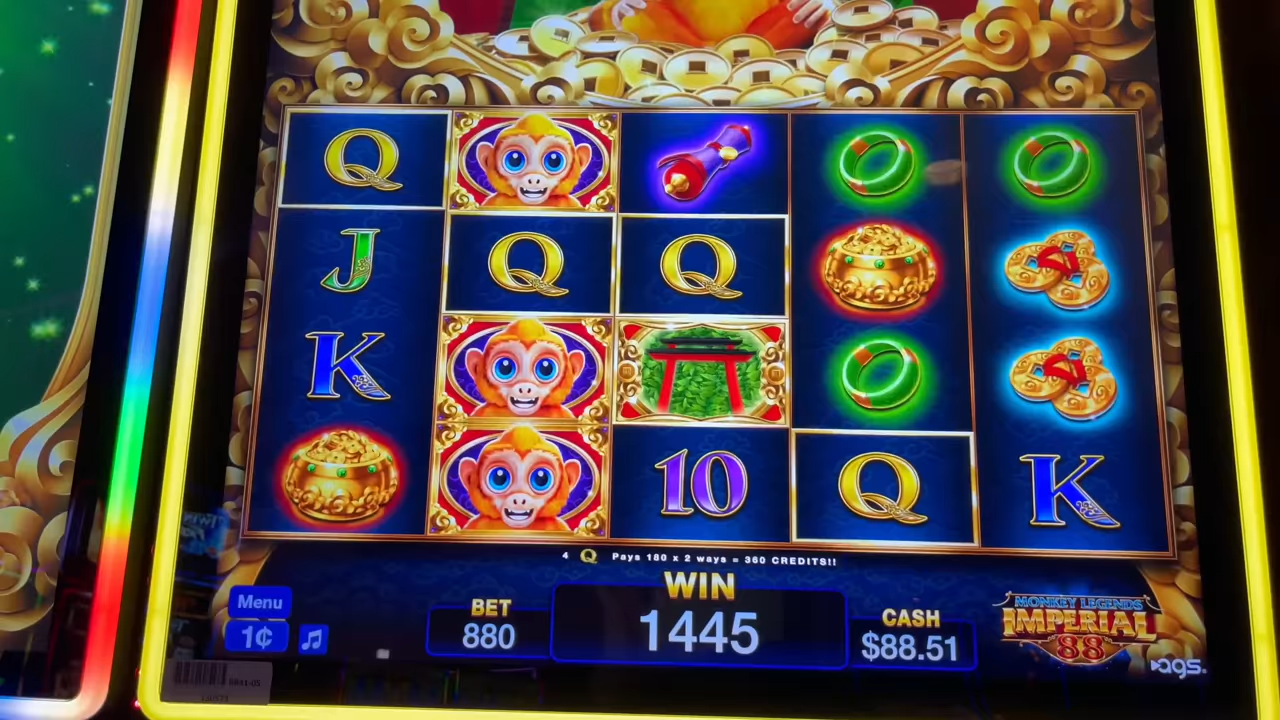 Q
J Q Q
K
10 Q K
4 Q Pays 180 x 2 ways = 360 CREDITS!!
WIN
Menu BET 1445 CASH MONKEY LEGENDS
1¢ 880 $88.51 IMPERIAL
88
ags.